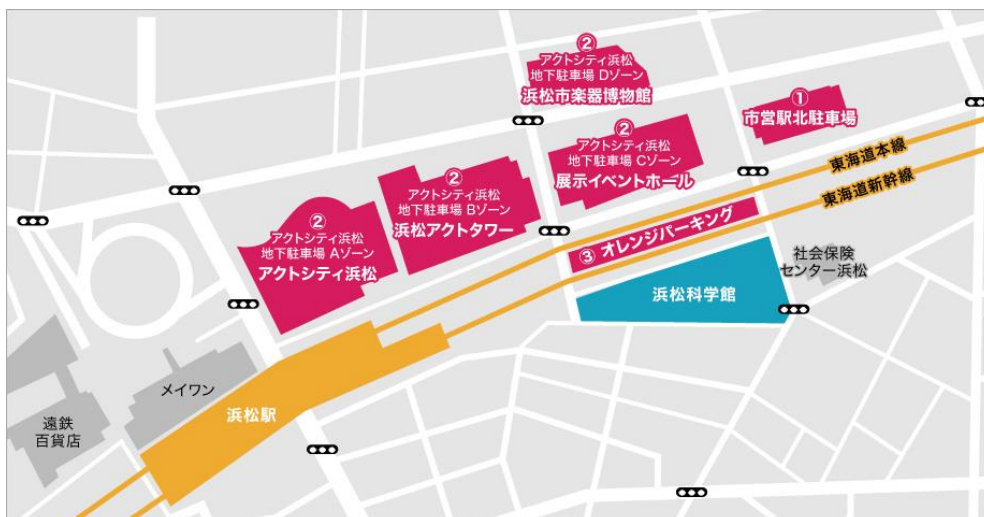 ②
アクトシティ浜松
地下駐車場 Dゾーン
浜松市楽器博物館
①
市営駅北駐車場
②
アクトシティ浜松
地下駐車場 Cゾーン
展示イベントホール
東海道本線
東海道新幹線
②
アクトシティ浜松
地下駐車場 Bゾーン
浜松アクトタワー
②
アクトシティ浜松
地下駐車場 Aゾーン
アクトシティ浜松
③ オレンジパーキング
社会保険
センター浜松
浜松科学館
メイワン
浜松駅
遠鉄
百貨店